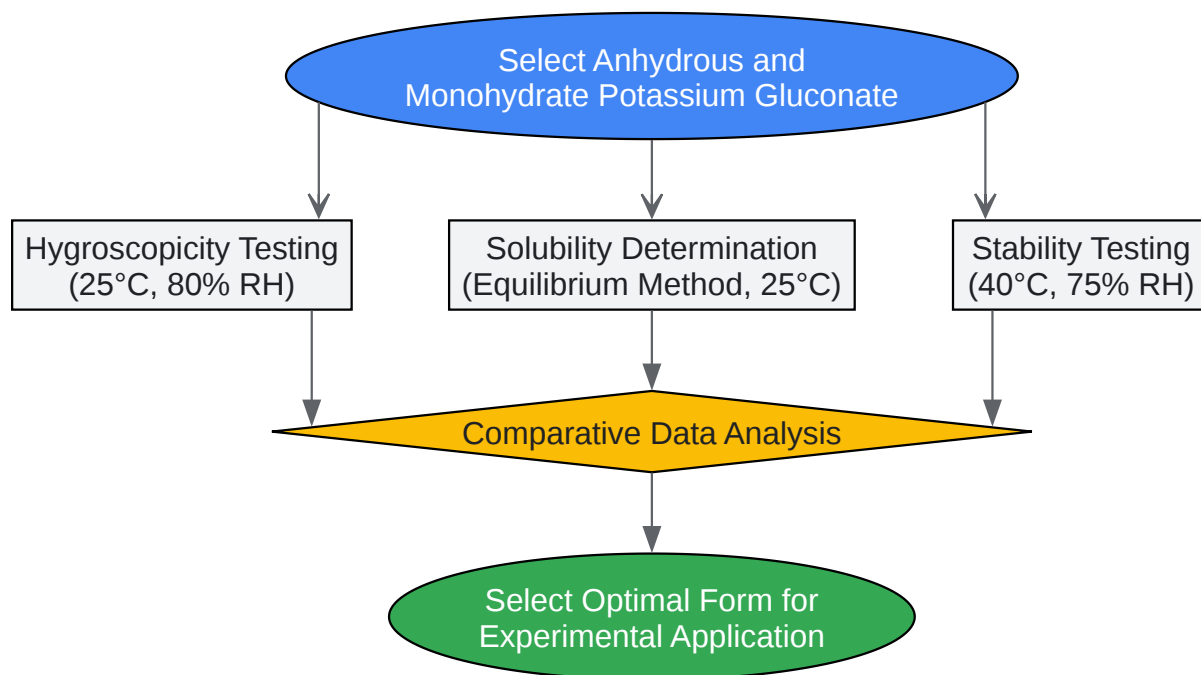 Select Anhydrous and
Monohydrate Potassium Gluconate
Hygroscopicity Testing
(25°C, 80% RH)
Solubility Determination
(Equilibrium Method, 25°C)
Stability Testing
(40°C, 75% RH)
Comparative Data Analysis
Select Optimal Form for
Experimental Application